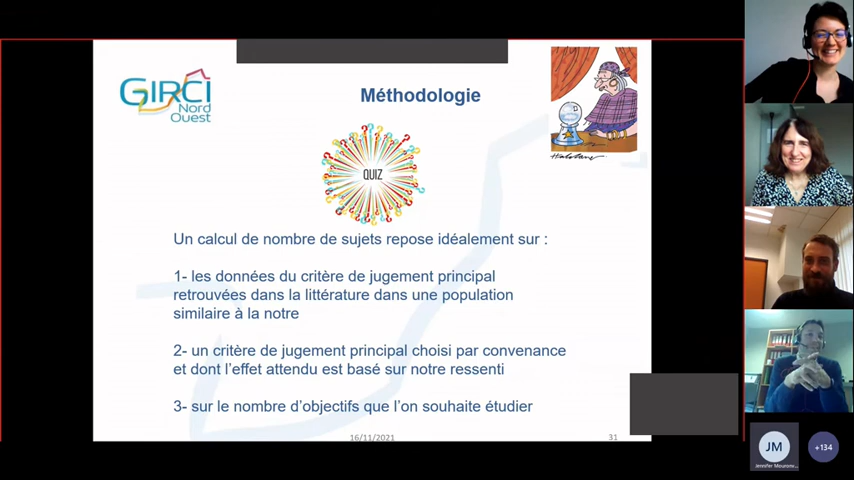 GIRCI
Nord
Ouest
Méthodologie
QUIZ
Un calcul de nombre de sujets repose idéalement sur :
1- les données du critère de jugement principal
retrouvées dans la littérature dans une population
similaire à la notre
2- un critère de jugement principal choisi par convenance
et dont l'effet attendu est basé sur notre ressenti
3- sur le nombre d'objectifs que l'on souhaite étudier
16/11/2021
31
JM
+134